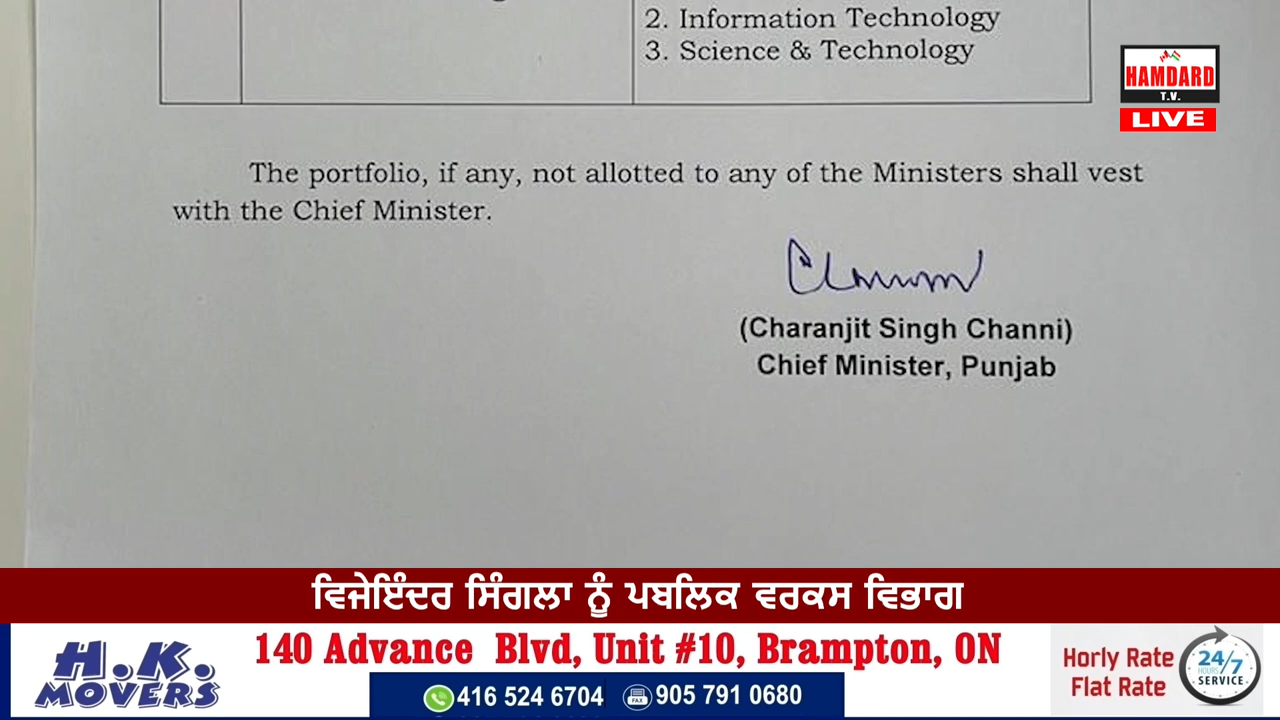 2. Information Technology
3. Science & Technology
HAMDARD
T.V.
LIVE
The portfolio, if any, not allotted to any of the Ministers shall vest
with the Chief Minister.
(Charanjit Singh Channi)
Chief Minister, Punjab
ਵਿਜੇਇੰਦਰ ਸਿੰਗਲਾ ਨੂੰ ਪਬਲਿਕ ਵਰਕਸ ਵਿਭਾਗ
H.K.
MOVERS
140 Advance Blvd, Unit #10, Brampton, ON
416 524 6704
FAX
905 791 0680
Horly Rate
Flat Rate
24/7
HOURS
SERVICE